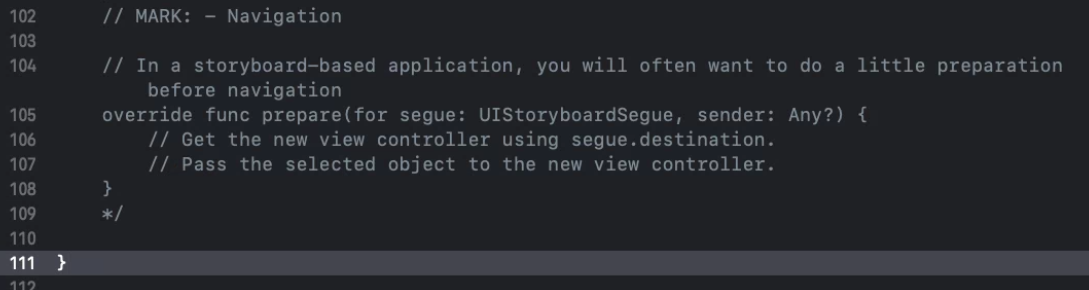 102 // MARK: - Navigation
103
104 // In a storyboard-based application, you will often want to do a little preparation
before navigation
105 override func prepare(for segue: UIStoryboardSegue, sender: Any?) {
106 // Get the new view controller using segue.destination.
107 // Pass the selected object to the new view controller.
108 }
109 */
110
111 }
112